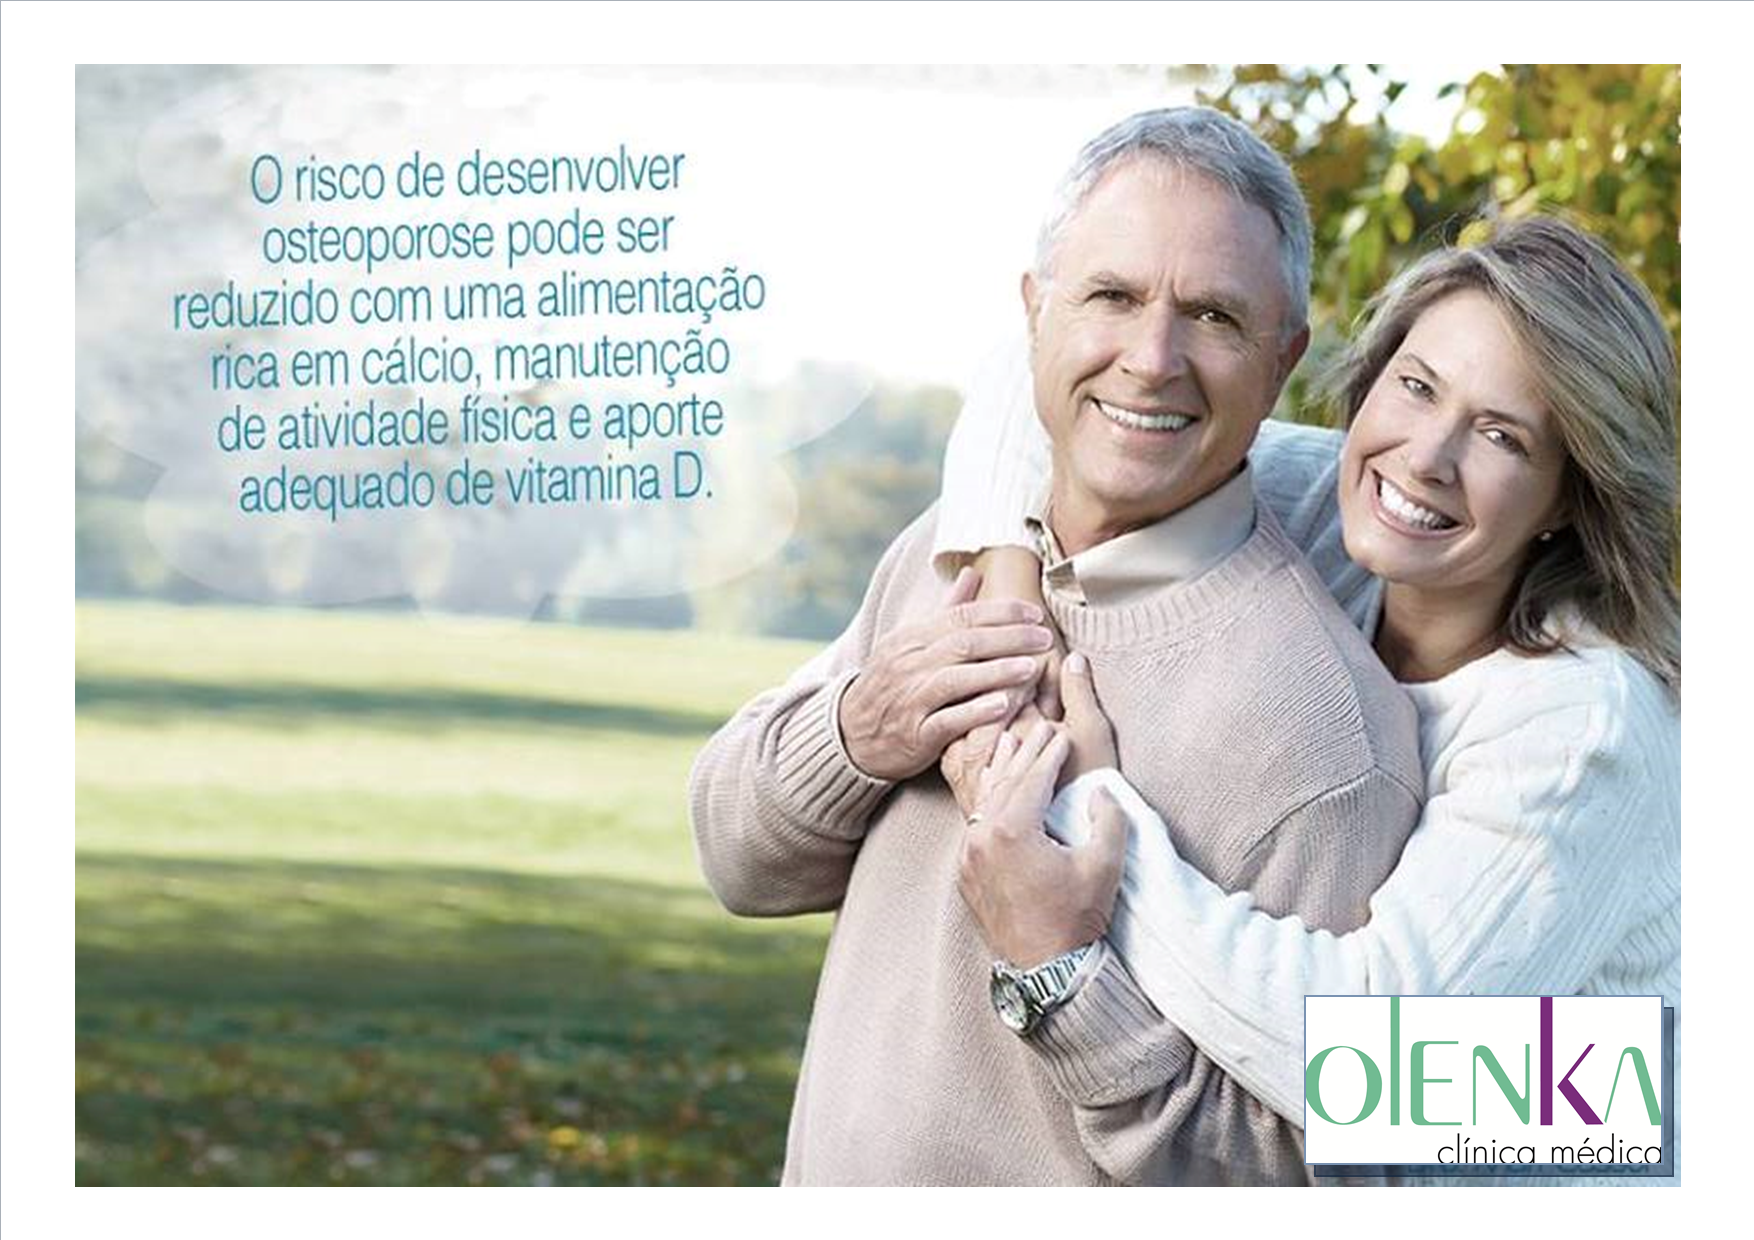 O risco de desenvolver
osteoporose pode ser
reduzido com uma alimentação
rica em cálcio, manutenção
de atividade física e aporte
adequado de vitamina D.
OLENKA
clínica médica